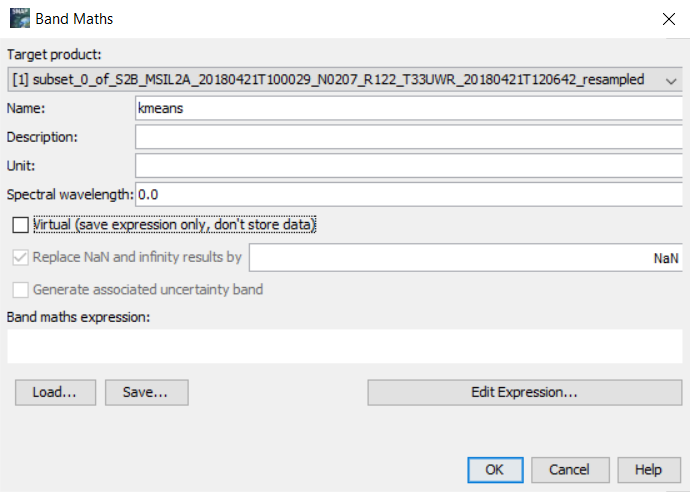 Band Maths
Target product:
[1] subset_0_of_S2B_MSIL2A_20180421T100029_N0207_R122_T33UWR_20180421T120642_resampled
Name: kmeans
Description:
Unit:
Spectral wavelength: 0.0
Virtual (save expression only, don't store data)
Replace NaN and infinity results by NaN
Generate associated uncertainty band
Band maths expression:
Load... Save... Edit Expression...
OK Cancel Help